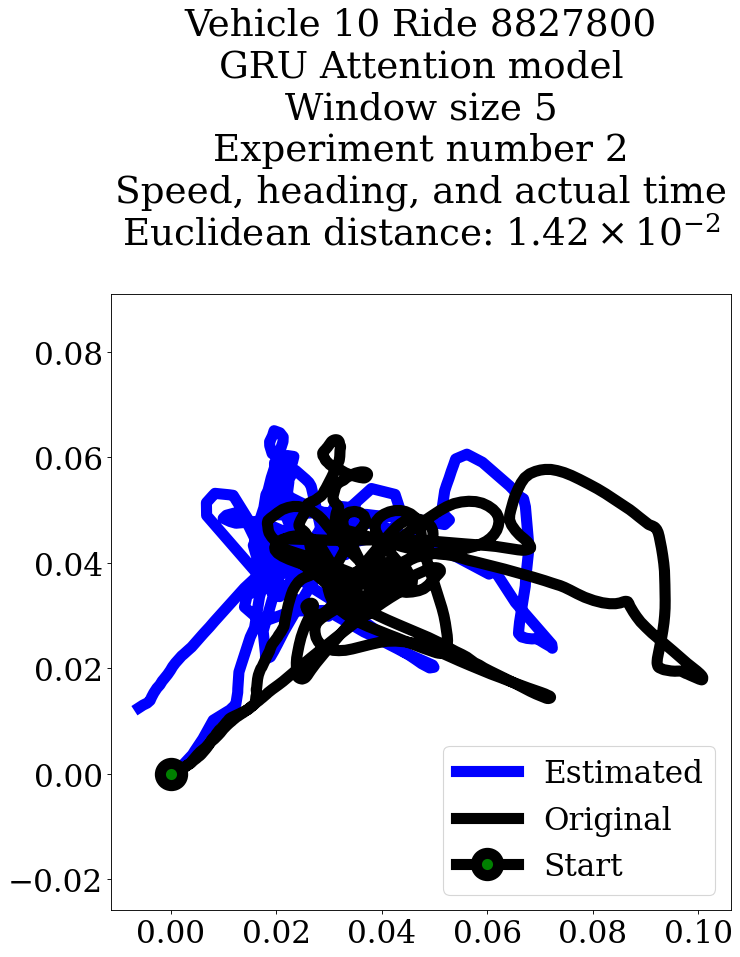 Vehicle 10 Ride 8827800
GRU Attention model
Window size 5
Experiment number 2
Speed, heading, and actual time
Euclidean distance: 1.42 × 10⁻²
0.08
0.06
0.04
0.02
0.00
−0.02
0.00 0.02 0.04 0.06 0.08 0.10
Estimated
Original
Start